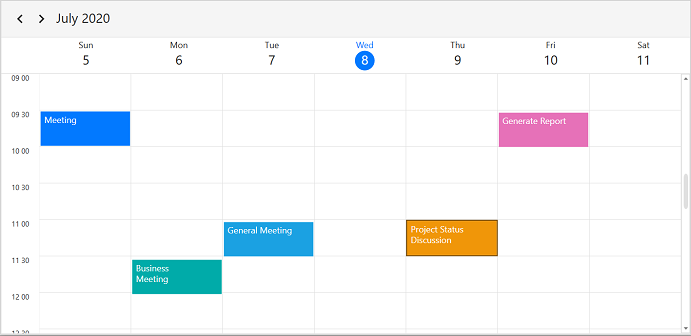 July 2020
Sun Mon Tue Wed Thu Fri Sat
5 6 7 8 9 10 11
09 00
09 30
Meeting
Generate Report
10 00
10 30
11 00
General Meeting
Project Status
Discussion
11 30
Business
Meeting
12 00
12 30